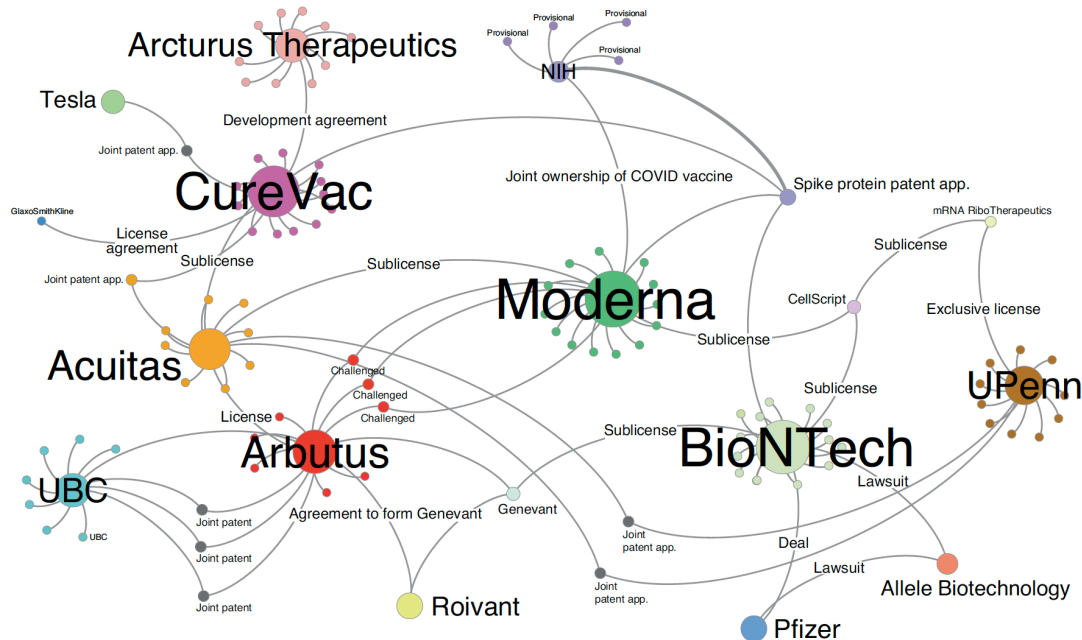 Provisional
Provisional
Provisional
Provisional
Arcturus Therapeutics
NIH
Tesla
Development agreement
Joint patent app.
Joint ownership of COVID vaccine
Spike protein patent app.
CureVac
GlaxoSmithKline
mRNA RiboTherapeutics
License
agreement
Sublicense
Sublicense
Sublicense
Joint patent app.
Moderna
CellScript
Exclusive license
Sublicense
Acuitas
Challenged
Challenged
Challenged
Sublicense
UPenn
License
Sublicense
Arbutus
BioNTech
Lawsuit
UBC
Agreement to form Genevant
Genevant
Joint patent
UBC
Joint
patent app.
Deal
Joint patent
Lawsuit
Joint
patent app.
Allele Biotechnology
Joint patent
Roivant
Pfizer